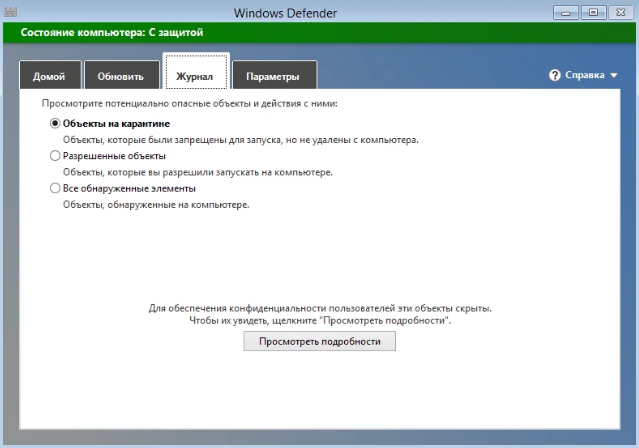 Windows Defender
Состояние компьютера: С защитой
Домой
Обновить
Журнал
Параметры
Справка
Просмотрите потенциально опасные объекты и действия с ними:
Объекты на карантине
Объекты, которые были запрещены для запуска, но не удалены с компьютера.
Разрешенные объекты
Объекты, которые вы разрешили запускать на компьютере.
Все обнаруженные элементы
Объекты, обнаруженные на компьютере.
Для обеспечения конфиденциальности пользователей эти объекты скрыты.
Чтобы их увидеть, щелкните "Просмотреть подробности".
Просмотреть подробности